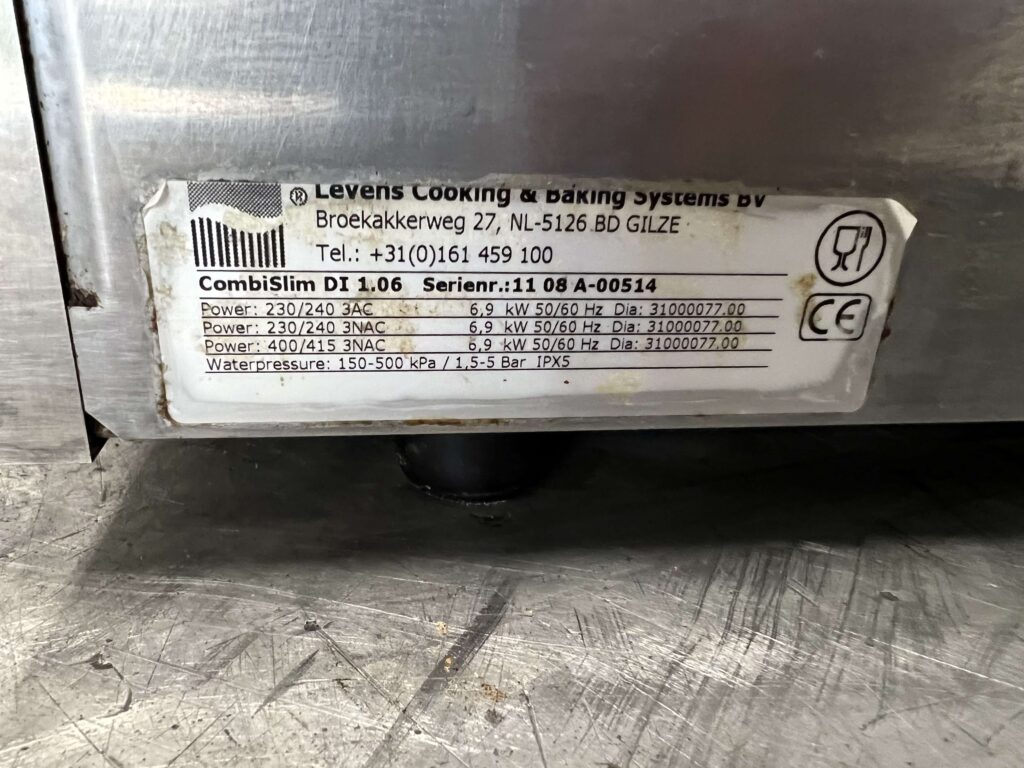 ® Levens Cooking & Baking Systems BV
Broekakkerweg 27, NL-5126 BD GILZE
Tel.: +31(0)161 459 100
CombiSlim DI 1.06 Serienr.:11 08 A-00514
Power: 230/240 3AC 6,9 kW 50/60 Hz Dia: 31000077.00
Power: 230/240 3NAC 6,9 kW 50/60 Hz Dia: 31000077.00
Power: 400/415 3NAC 6,9 kW 50/60 Hz Dia: 31000077.00
Waterpressure: 150-500 kPa / 1,5-5 Bar IPX5
CE